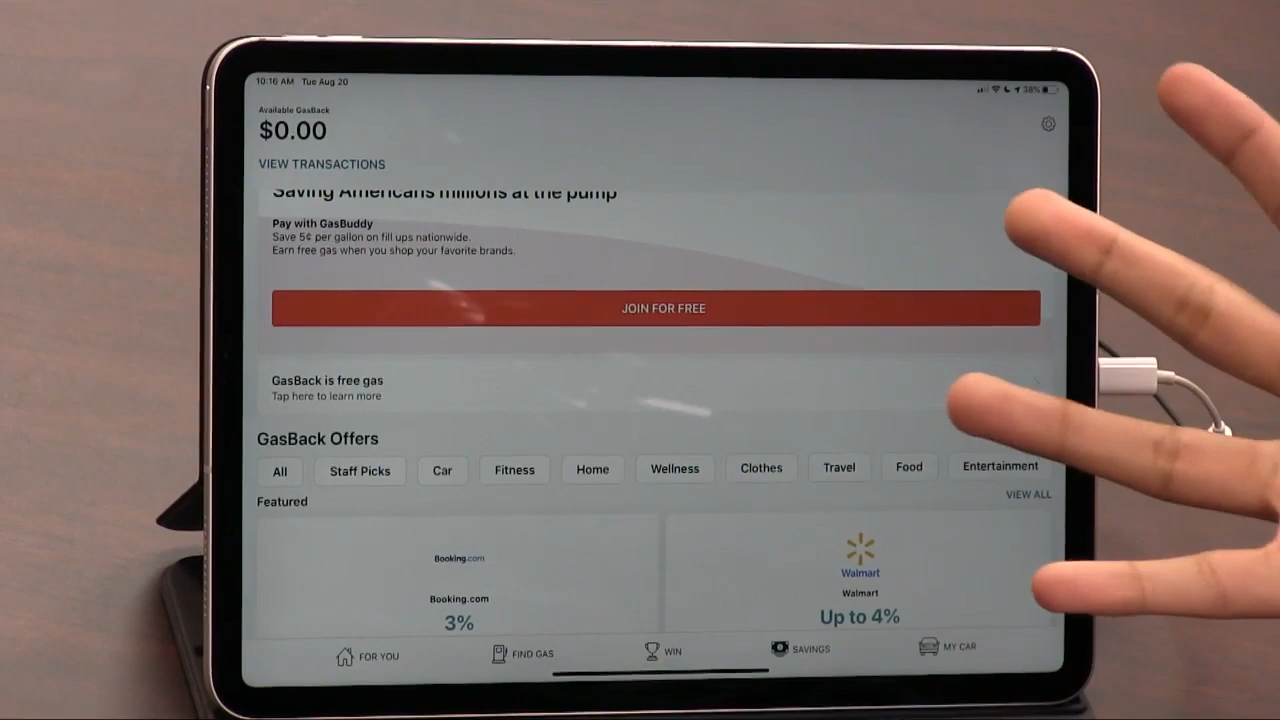 10:16 AM Tue Aug 20
38%
Available GasBack
$0.00
VIEW TRANSACTIONS
Saving Americans millions at the pump
Pay with GasBuddy
Save 5¢ per gallon on fill ups nationwide.
Earn free gas when you shop your favorite brands.
JOIN FOR FREE
GasBack is free gas
Tap here to learn more
GasBack Offers
All Staff Picks Car Fitness Home Wellness Clothes Travel Food Entertainment
Featured VIEW ALL
Booking.com Walmart
Booking.com Walmart
3% Up to 4%
FOR YOU FIND GAS WIN SAVINGS MY CAR